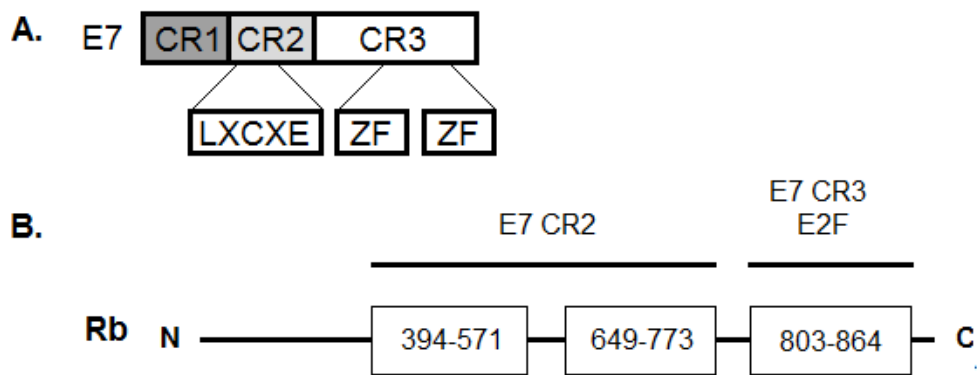 A. E7 CR1 CR2 CR3
LXCXE ZF ZF
E7 CR3
B. E7 CR2 E2F
Rb N 394-571 649-773 803-864 C